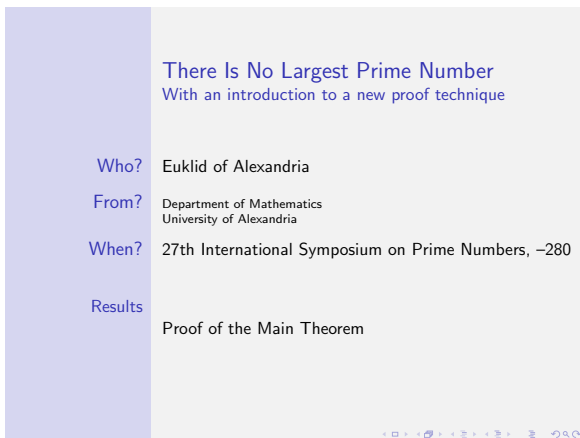 There Is No Largest Prime Number
With an introduction to a new proof technique
Who? Euklid of Alexandria
From? Department of Mathematics
University of Alexandria
When? 27th International Symposium on Prime Numbers, –280
Results
Proof of the Main Theorem